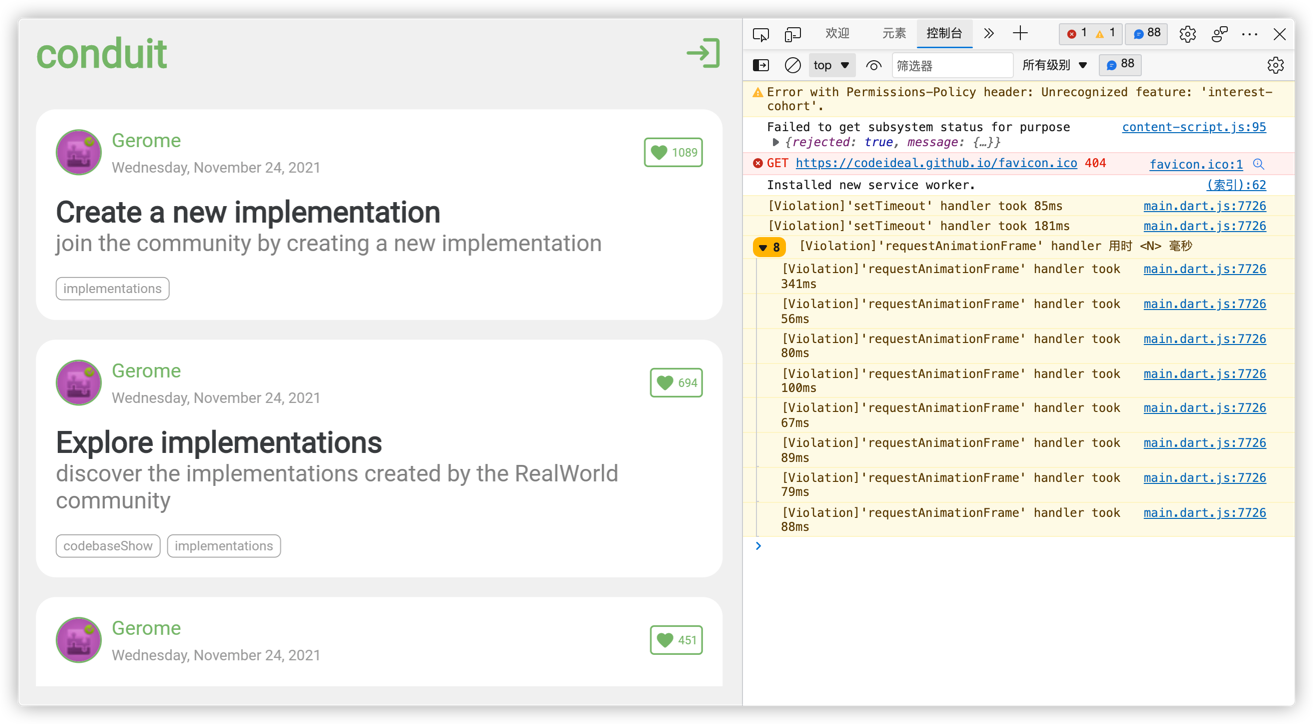 conduit
Gerome
Wednesday, November 24, 2021
1089
Create a new implementation
join the community by creating a new implementation
implementations
Gerome
Wednesday, November 24, 2021
694
Explore implementations
discover the implementations created by the RealWorld
community
codebaseShow implementations
Gerome
Wednesday, November 24, 2021
451
欢迎 元素 控制台 1 1 88
top 筛选器 所有级别 88
Error with Permissions-Policy header: Unrecognized feature: 'interest-
cohort'.
Failed to get subsystem status for purpose content-script.js:95
{rejected: true, message: {…}}
GET https://codeideal.github.io/favicon.ico 404 favicon.ico:1
Installed new service worker. (索引):62
[Violation]'setTimeout' handler took 85ms main.dart.js:7726
[Violation]'setTimeout' handler took 181ms main.dart.js:7726
8 [Violation]'requestAnimationFrame' handler 用时 <N> 毫秒
[Violation]'requestAnimationFrame' handler took main.dart.js:7726
341ms
[Violation]'requestAnimationFrame' handler took main.dart.js:7726
56ms
[Violation]'requestAnimationFrame' handler took main.dart.js:7726
80ms
[Violation]'requestAnimationFrame' handler took main.dart.js:7726
100ms
[Violation]'requestAnimationFrame' handler took main.dart.js:7726
67ms
[Violation]'requestAnimationFrame' handler took main.dart.js:7726
89ms
[Violation]'requestAnimationFrame' handler took main.dart.js:7726
79ms
[Violation]'requestAnimationFrame' handler took main.dart.js:7726
88ms